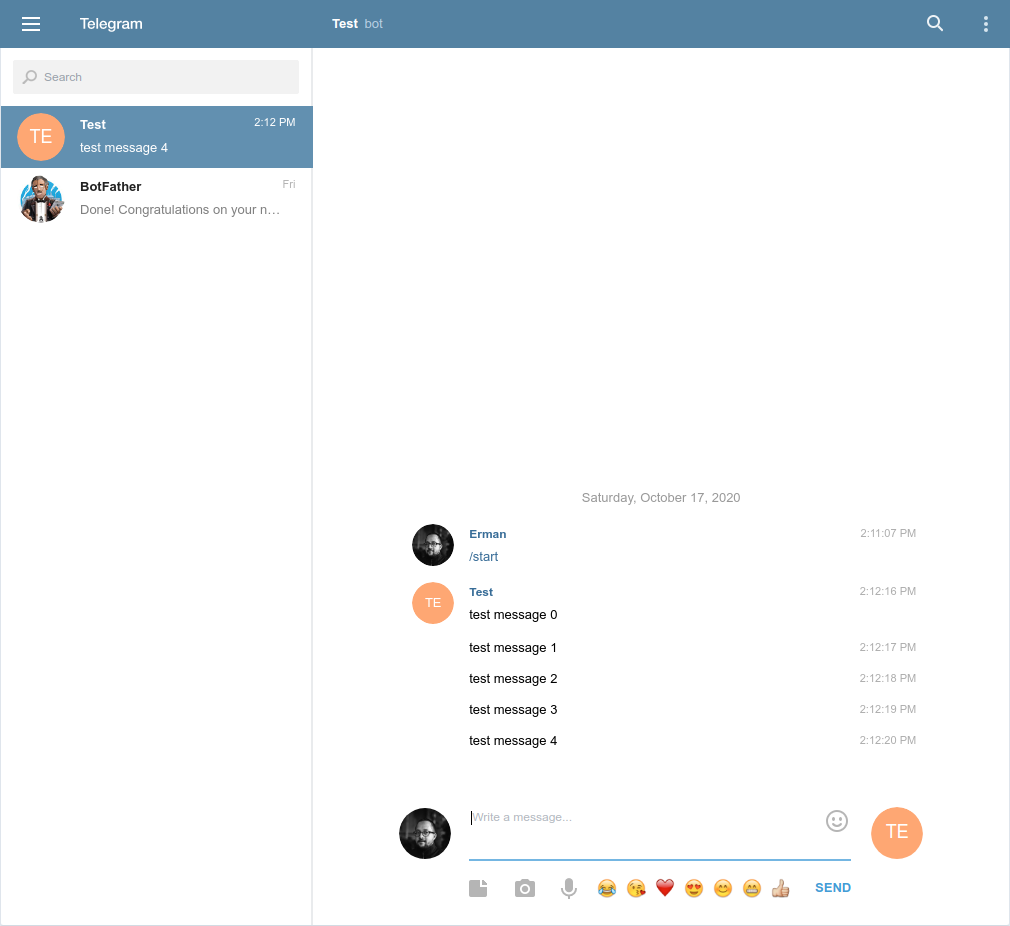 Telegram
Test bot
Search
TE
Test 2:12 PM
test message 4
BotFather Fri
Done! Congratulations on your n…
Saturday, October 17, 2020
Erman 2:11:07 PM
/start
TE
Test 2:12:16 PM
test message 0
test message 1 2:12:17 PM
test message 2 2:12:18 PM
test message 3 2:12:19 PM
test message 4 2:12:20 PM
Write a message...
TE
SEND